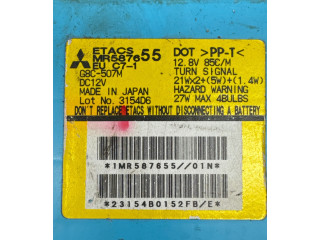 ETACS
MR587655
EU C7-1
G8C-507M
DC12V
MADE IN JAPAN
Lot No. 3154D6
DOT >PP-T<
12.8V 85C/M
TURN SIGNAL
21W×2+(5W)+(1.4W)
HAZARD WARNING
27W MAX 4BULBS
DON'T REPLACE ETACS WITHOUT DISCONNECTING A BATTERY
*1MR587655//01N*
*23154B0152FB/E*